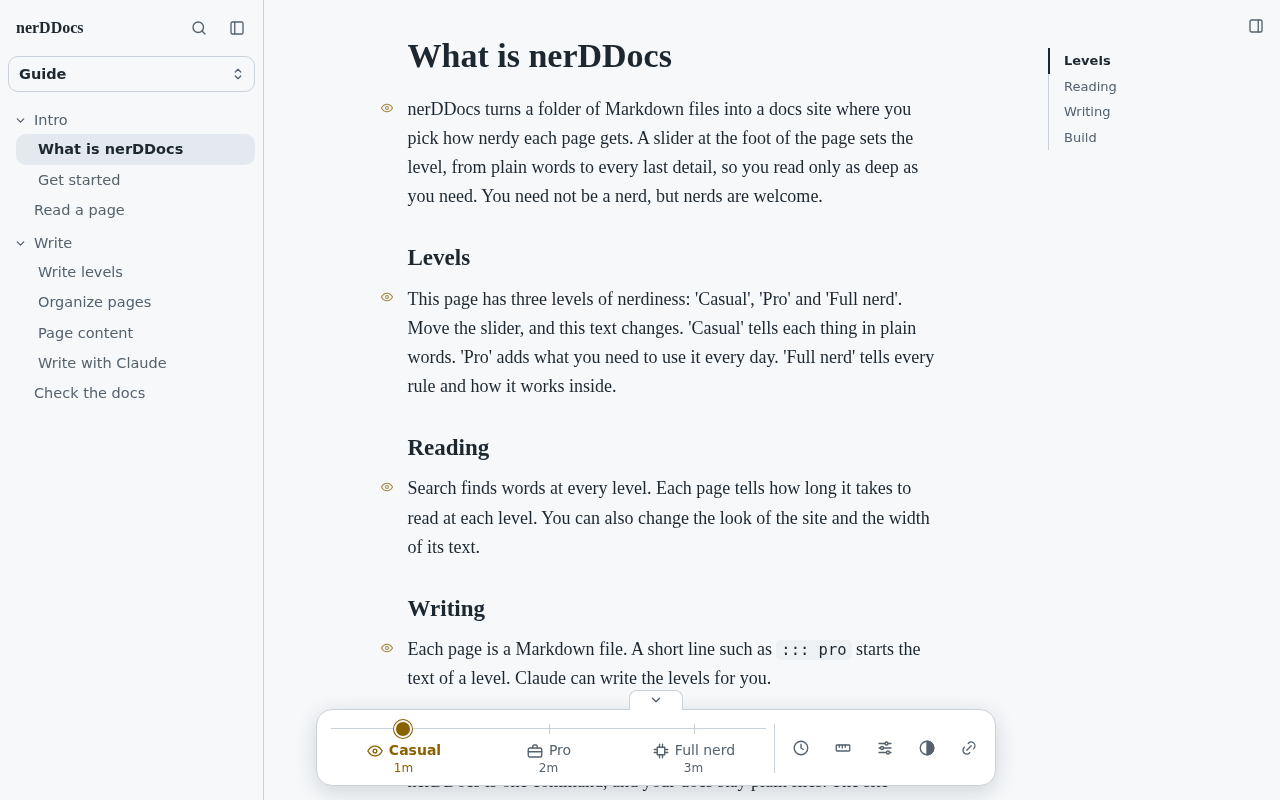 nerDDocs
Guide
Intro
What is nerDDocs
Get started
Read a page
Write
Write levels
Organize pages
Page content
Write with Claude
Check the docs
What is nerDDocs
nerDDocs turns a folder of Markdown files into a docs site where you
pick how nerdy each page gets. A slider at the foot of the page sets the
level, from plain words to every last detail, so you read only as deep as
you need. You need not be a nerd, but nerds are welcome.
Levels
This page has three levels of nerdiness: 'Casual', 'Pro' and 'Full nerd'.
Move the slider, and this text changes. 'Casual' tells each thing in plain
words. 'Pro' adds what you need to use it every day. 'Full nerd' tells every
rule and how it works inside.
Reading
Search finds words at every level. Each page tells how long it takes to
read at each level. You can also change the look of the site and the width
of its text.
Writing
Each page is a Markdown file. A short line such as ::: pro starts the
text of a level. Claude can write the levels for you.
Casual
1m
Pro
2m
Full nerd
3m
Levels
Reading
Writing
Build